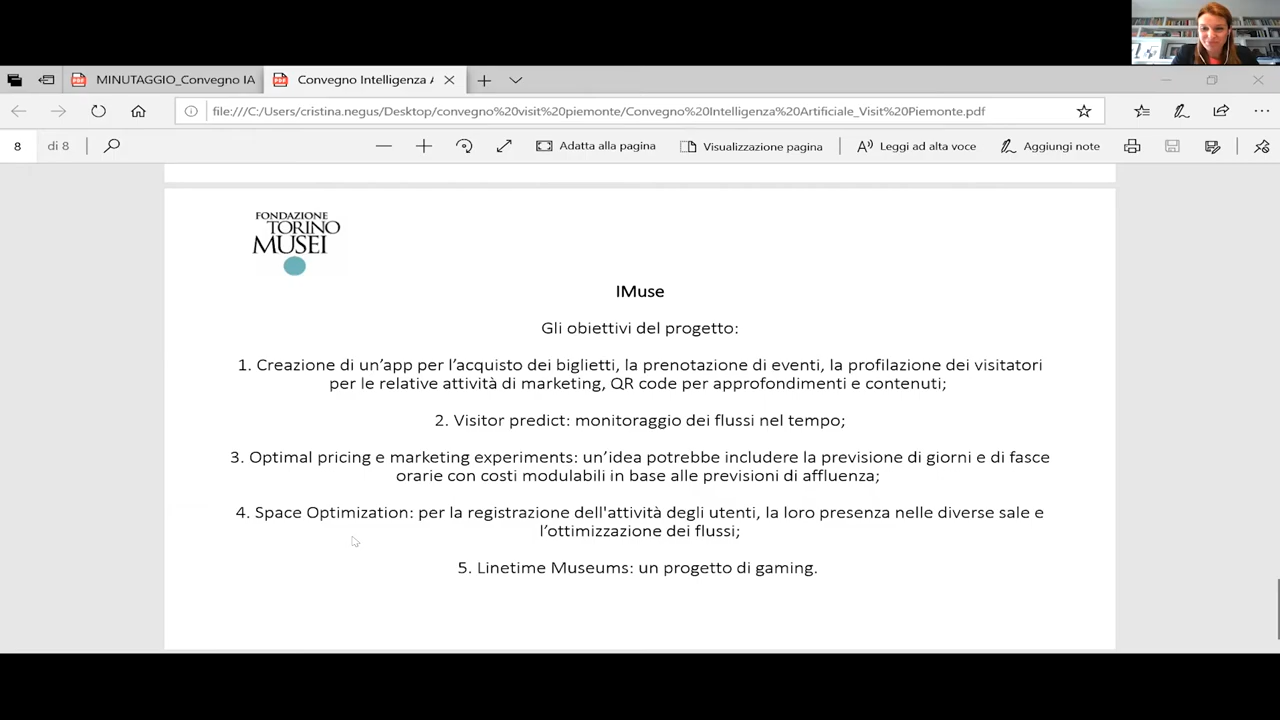 MINUTAGGIO_Convegno IA
Convegno Intelligenza A
file:///C:/Users/cristina.negus/Desktop/convegno%20visit%20piemonte/Convegno%20Intelligenza%20Artificiale_Visit%20Piemonte.pdf
8 di 8 Adatta alla pagina Visualizzazione pagina Leggi ad alta voce Aggiungi note
FONDAZIONE
TORINO
MUSEI
IMuse
Gli obiettivi del progetto:
1. Creazione di un’app per l’acquisto dei biglietti, la prenotazione di eventi, la profilazione dei visitatori
per le relative attività di marketing, QR code per approfondimenti e contenuti;
2. Visitor predict: monitoraggio dei flussi nel tempo;
3. Optimal pricing e marketing experiments: un’idea potrebbe includere la previsione di giorni e di fasce
orarie con costi modulabili in base alle previsioni di affluenza;
4. Space Optimization: per la registrazione dell'attività degli utenti, la loro presenza nelle diverse sale e
l’ottimizzazione dei flussi;
5. Linetime Museums: un progetto di gaming.